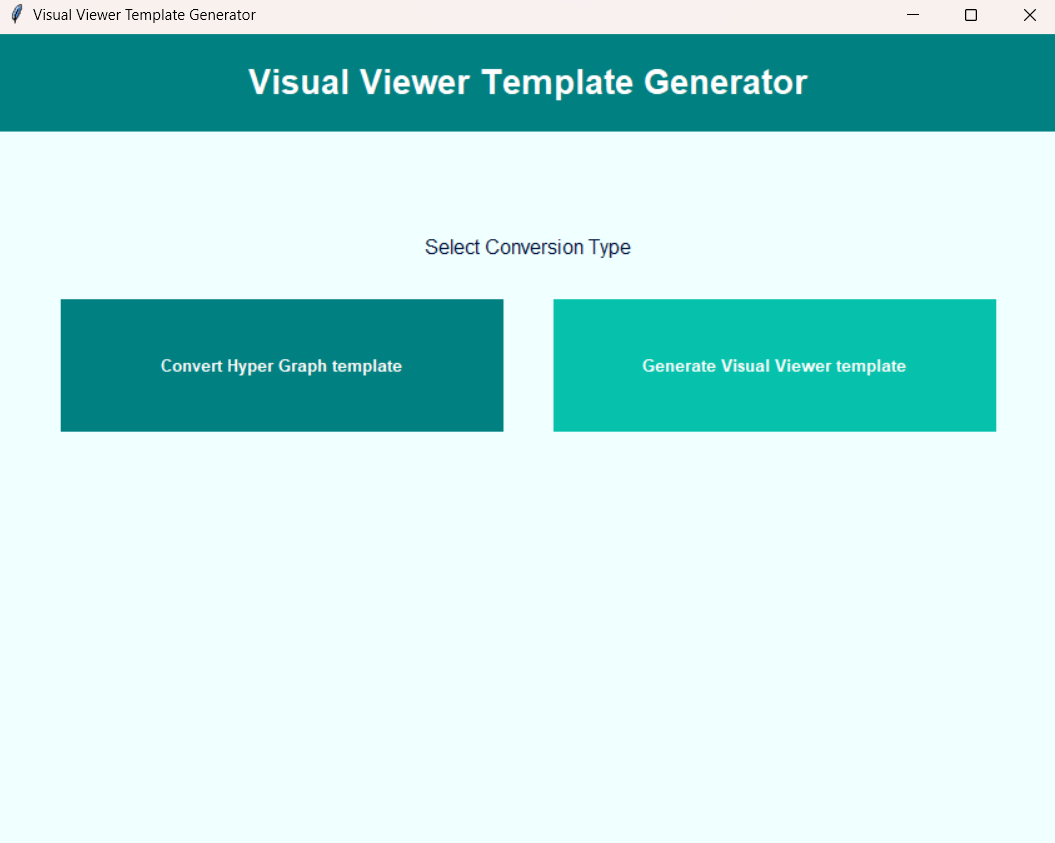 Visual Viewer Template Generator
Visual Viewer Template Generator
Select Conversion Type
Convert Hyper Graph template
Generate Visual Viewer template